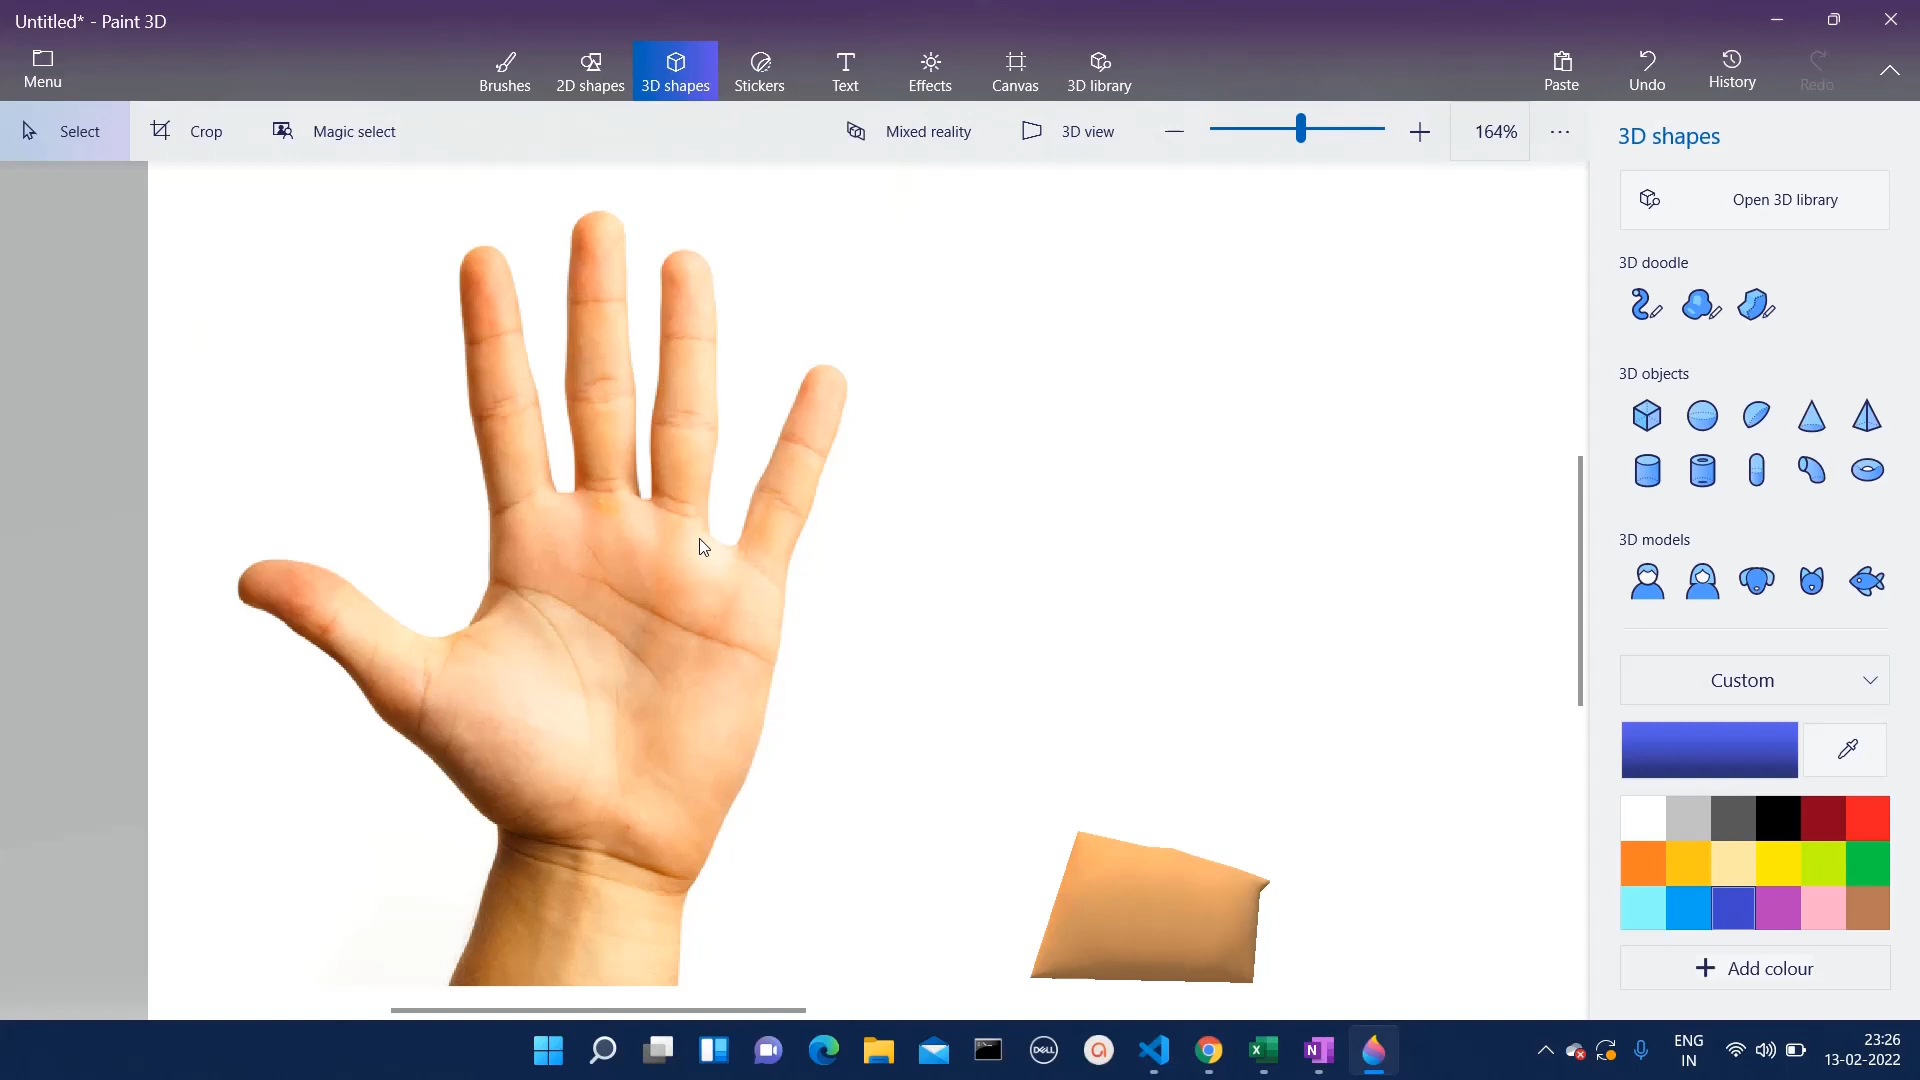 Untitled* - Paint 3D
Menu
Brushes
2D shapes
3D shapes
Stickers
Text
Effects
Canvas
3D library
Paste
Undo
History
Redo
Select
Crop
Magic select
Mixed reality
3D view
164%
3D shapes
Open 3D library
3D doodle
3D objects
3D models
Custom
Add colour
DELL
ENG
IN
23:26
13-02-2022